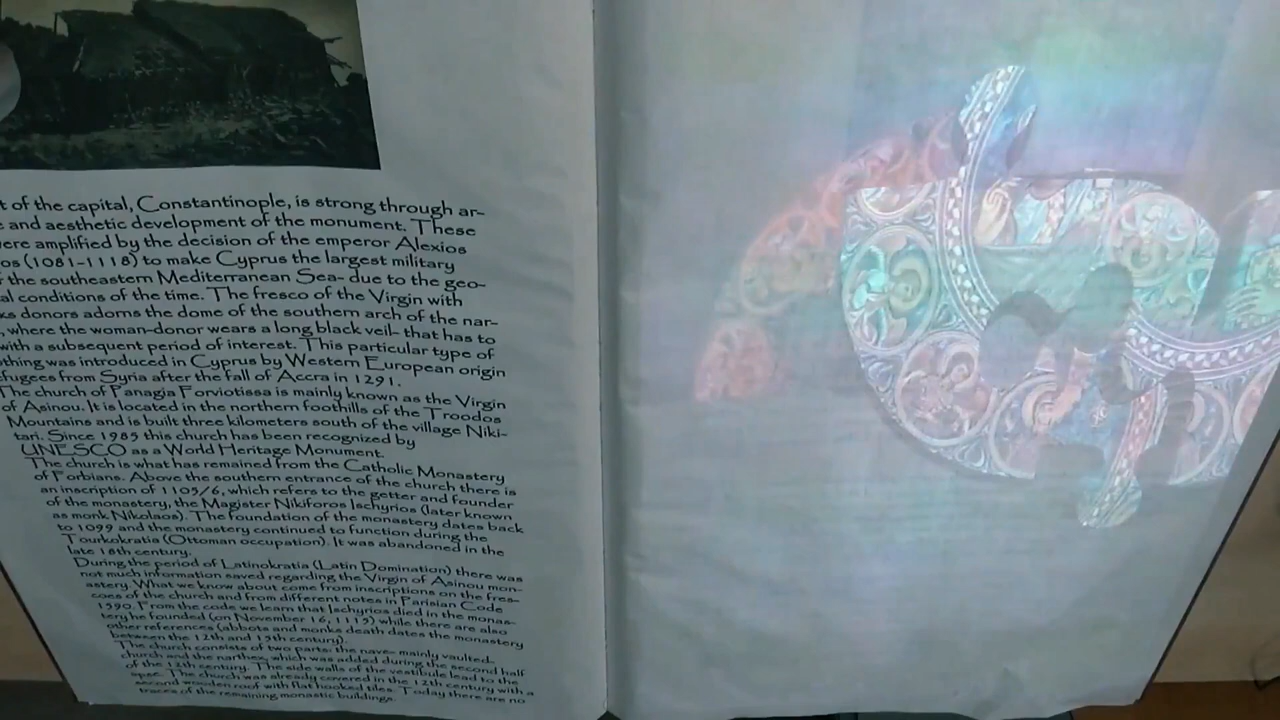 t of the capital, Constantinople, is strong through ar-
e and aesthetic development of the monument. These
ere amplified by the decision of the emperor Alexios
os (1081-1118) to make Cyprus the largest military
f the southeastern Mediterranean Sea- due to the geo-
al conditions of the time. The fresco of the Virgin with
ks donors adorns the dome of the southern arch of the nar-
, where the woman-donor wears a long black veil- that has to
with a subsequent period of interest. This particular type of
othing was introduced in Cyprus by Western European origin
efugees from Syria after the fall of Accra in 1291.
The church of Panagia Forviotissa is mainly known as the Virgin
of Asinou. It is located in the northern foothills of the Troodos
Mountains and is built three kilometers south of the village Niki-
tari. Since 1985 this church has been recognized by
UNESCO as a World Heritage Monument.
The church is what has remained from the Catholic Monastery
of Forbians. Above the southern entrance of the church there is
an inscription of 1105/6, which refers to the getter and founder
of the monastery, the Magister Nikiforos Ischyrios (later known
as monk Nikolaos). The foundation of the monastery dates back
to 1099 and the monastery continued to function during the
Tourkokratia (Ottoman occupation). It was abandoned in the
late 18th century.
During the period of Latinokratia (Latin Domination) there was
not much information saved regarding the Virgin of Asinou mon-
astery. What we know about come from inscriptions on the fres-
coes of the church and from different notes in Parisian Code
1590. From the code we learn that Ischyrios died in the monas-
tery he founded (on November 16, 1115) while there are also
other references (abbots and monks death dates the monastery
between the 12th and 15th century).
The church consists of two parts: the nave- mainly vaulted
church and the narthex, which was added during the second half
of the 12th century. The side walls of the vestibule lead to the
apse. The church was already covered in the 12th century with a
second wooden roof with flat hooked tiles. Today there are no
traces of the remaining monastic buildings.